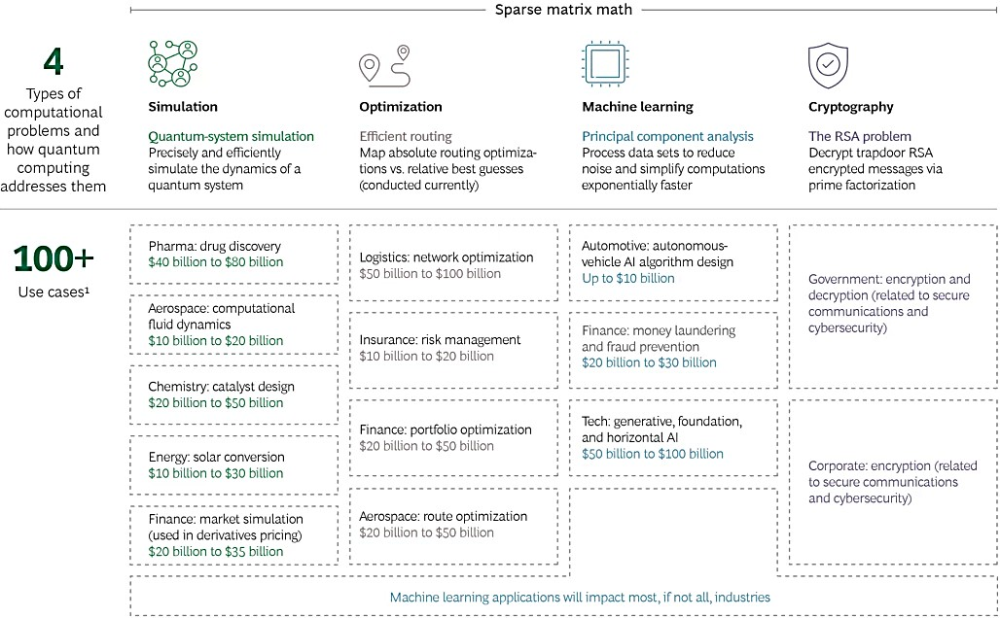 Sparse matrix math
4
Types of
computational
problems and
how quantum
computing
addresses them
Simulation
Quantum-system simulation
Precisely and efficiently
simulate the dynamics of a
quantum system
Optimization
Efficient routing
Map absolute routing optimiza-
tions vs. relative best guesses
(conducted currently)
Machine learning
Principal component analysis
Process data sets to reduce
noise and simplify computations
exponentially faster
Cryptography
The RSA problem
Decrypt trapdoor RSA
encrypted messages via
prime factorization
100+
Use cases¹
Pharma: drug discovery
$40 billion to $80 billion
Aerospace: computational
fluid dynamics
$10 billion to $20 billion
Chemistry: catalyst design
$20 billion to $50 billion
Energy: solar conversion
$10 billion to $30 billion
Finance: market simulation
(used in derivatives pricing)
$20 billion to $35 billion
Logistics: network optimization
$50 billion to $100 billion
Insurance: risk management
$10 billion to $20 billion
Finance: portfolio optimization
$20 billion to $50 billion
Aerospace: route optimization
$20 billion to $50 billion
Automotive: autonomous-
vehicle AI algorithm design
Up to $10 billion
Finance: money laundering
and fraud prevention
$20 billion to $30 billion
Tech: generative, foundation,
and horizontal AI
$50 billion to $100 billion
Government: encryption and
decryption (related to secure
communications and
cybersecurity)
Corporate: encryption (related
to secure communications
and cybersecurity)
Machine learning applications will impact most, if not all, industries